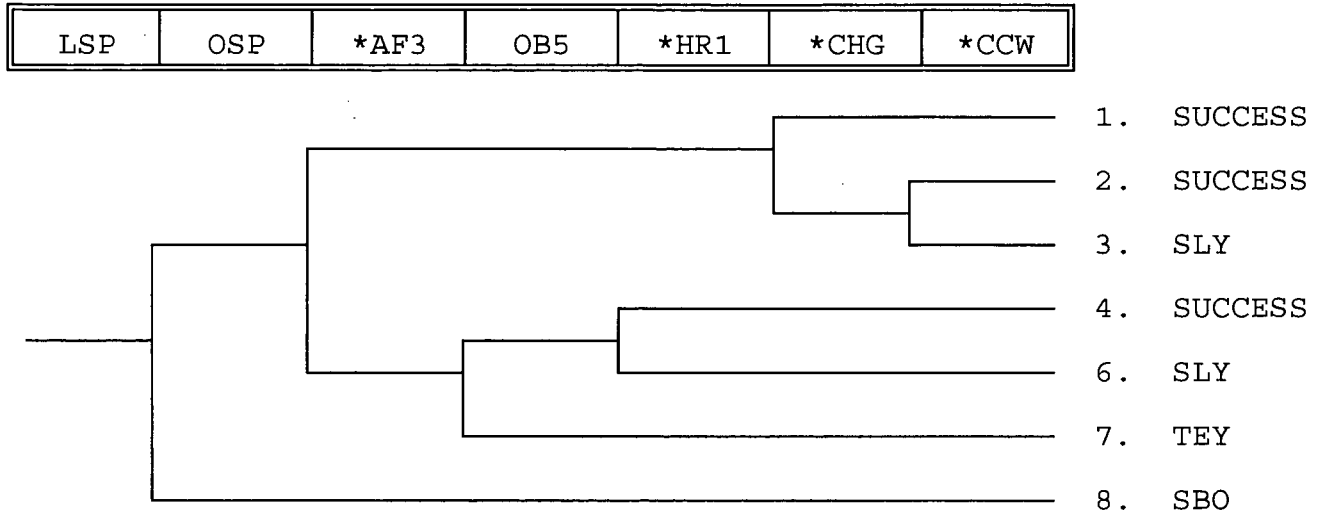 LSP OSP *AF3 OB5 *HR1 *CHG *CCW
1. SUCCESS
2. SUCCESS
3. SLY
4. SUCCESS
6. SLY
7. TEY
8. SBO